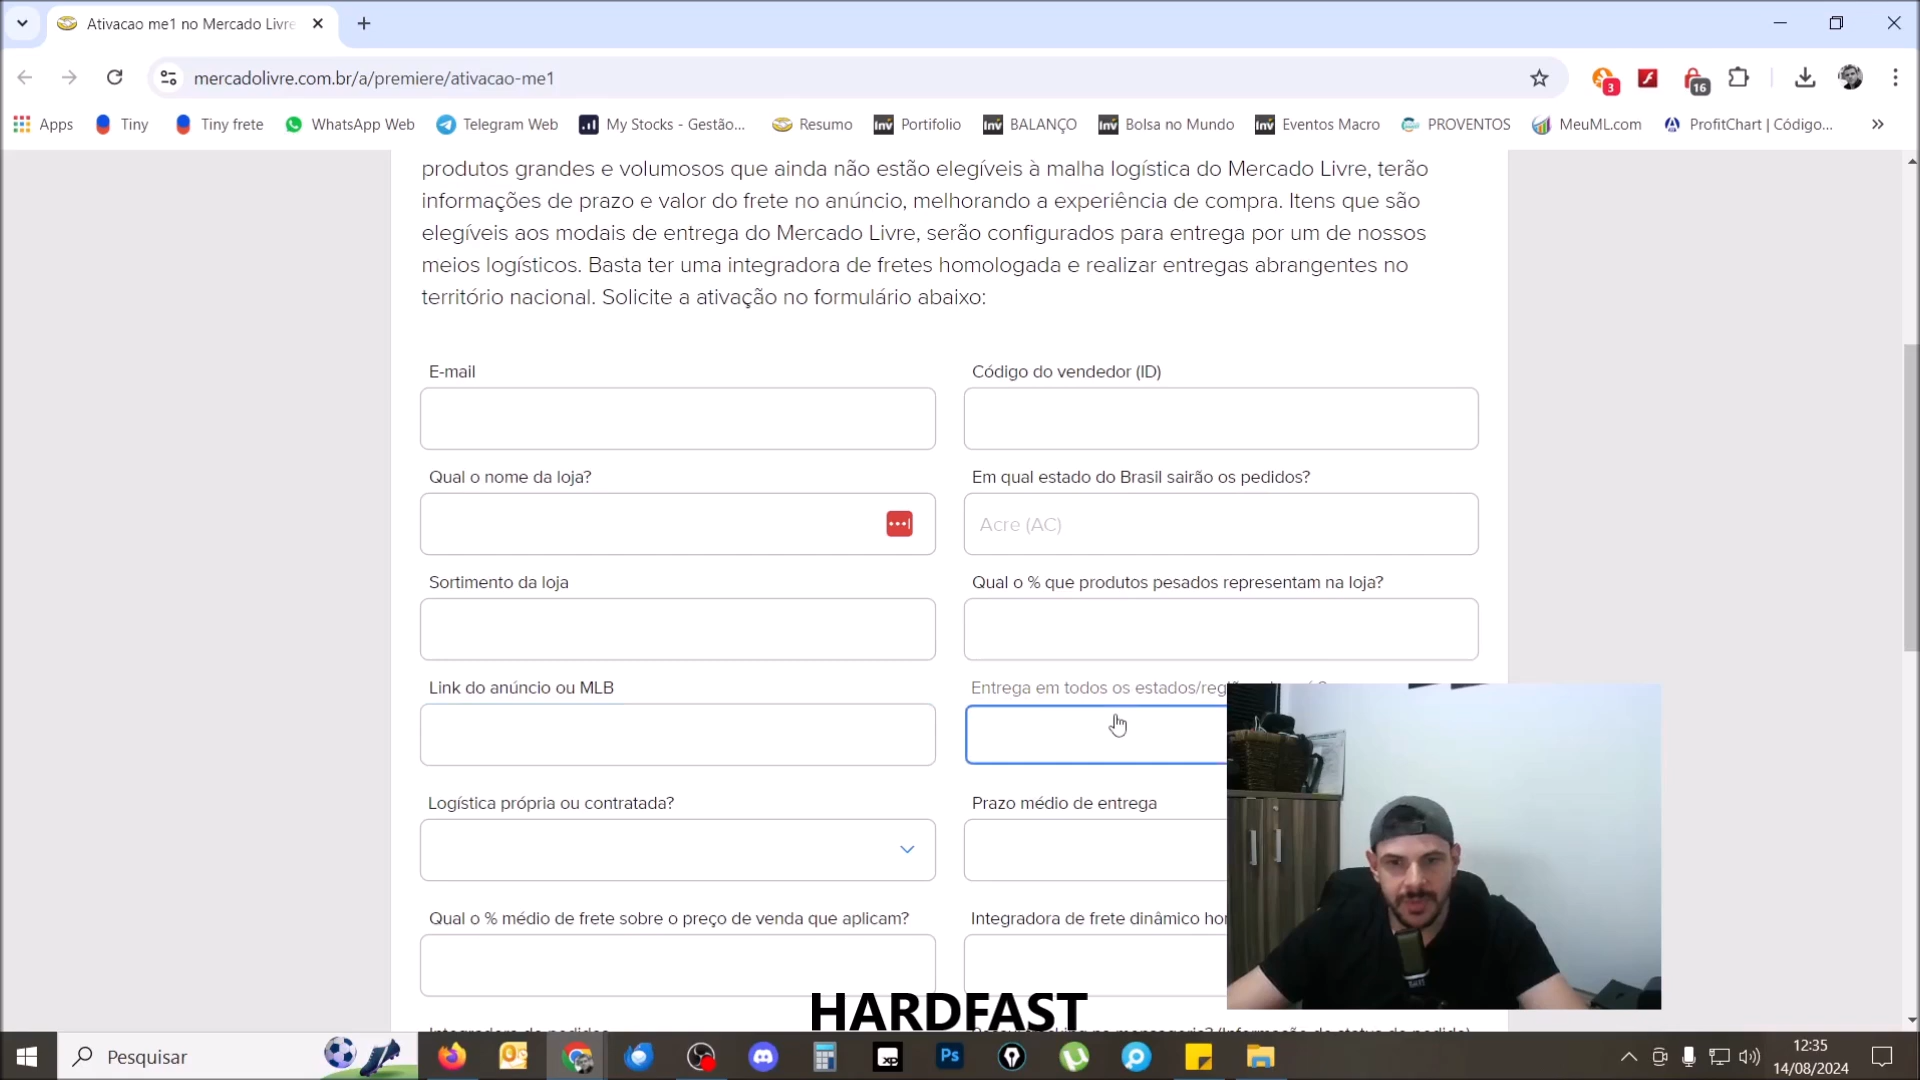 Ativacao me1 no Mercado Livre
mercadolivre.com.br/a/premiere/ativacao-me1
3
16
Apps
Tiny
Tiny frete
WhatsApp Web
Telegram Web
My Stocks - Gestão...
Resumo
Portifolio
BALANÇO
Bolsa no Mundo
Eventos Macro
PROVENTOS
MeuML.com
ProfitChart | Código...
»
produtos grandes e volumosos que ainda não estão elegíveis à malha logística do Mercado Livre, terão
informações de prazo e valor do frete no anúncio, melhorando a experiência de compra. Itens que são
elegíveis aos modais de entrega do Mercado Livre, serão configurados para entrega por um de nossos
meios logísticos. Basta ter uma integradora de fretes homologada e realizar entregas abrangentes no
território nacional. Solicite a ativação no formulário abaixo:
E-mail
Código do vendedor (ID)
Qual o nome da loja?
Em qual estado do Brasil sairão os pedidos?
Acre (AC)
Sortimento da loja
Qual o % que produtos pesados representam na loja?
Link do anúncio ou MLB
Entrega em todos os
Logística própria ou contratada?
Prazo médio de entrega
Qual o % médio de frete sobre o preço de venda que aplicam?
Integradora de frete dinâmico
HARDFAST
Pesquisar
Ps
xp
12:35
14/08/2024